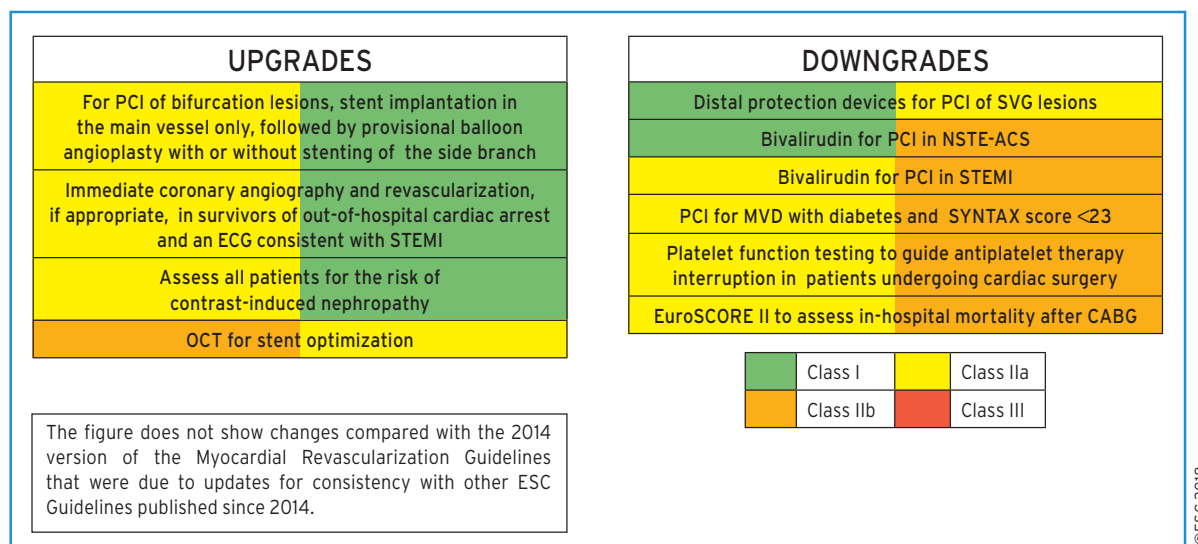 UPGRADES
For PCI of bifurcation lesions, stent implantation in
the main vessel only, followed by provisional balloon
angioplasty with or without stenting of the side branch
Immediate coronary angiography and revascularization,
if appropriate, in survivors of out-of-hospital cardiac arrest
and an ECG consistent with STEMI
Assess all patients for the risk of
contrast-induced nephropathy
OCT for stent optimization
The figure does not show changes compared with the 2014
version of the Myocardial Revascularization Guidelines
that were due to updates for consistency with other ESC
Guidelines published since 2014.
DOWNGRADES
Distal protection devices for PCI of SVG lesions
Bivalirudin for PCI in NSTE-ACS
Bivalirudin for PCI in STEMI
PCI for MVD with diabetes and SYNTAX score <23
Platelet function testing to guide antiplatelet therapy
interruption in patients undergoing cardiac surgery
EuroSCORE II to assess in-hospital mortality after CABG
Class I
Class IIa
Class IIb
Class III
©ESC 2018